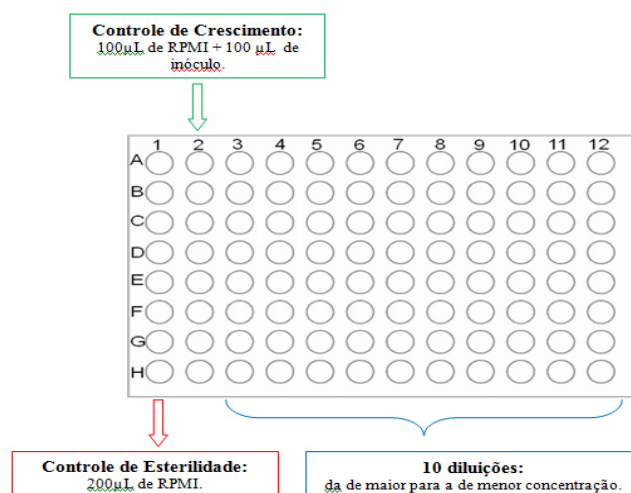 Controle de Crescimento:
100µL de RPMI + 100 µL de
inóculo.
1 2 3 4 5 6 7 8 9 10 11 12
A
B
C
D
E
F
G
H
Controle de Esterilidade:
200µL de RPMI.
10 diluições:
da de maior para a de menor concentração.